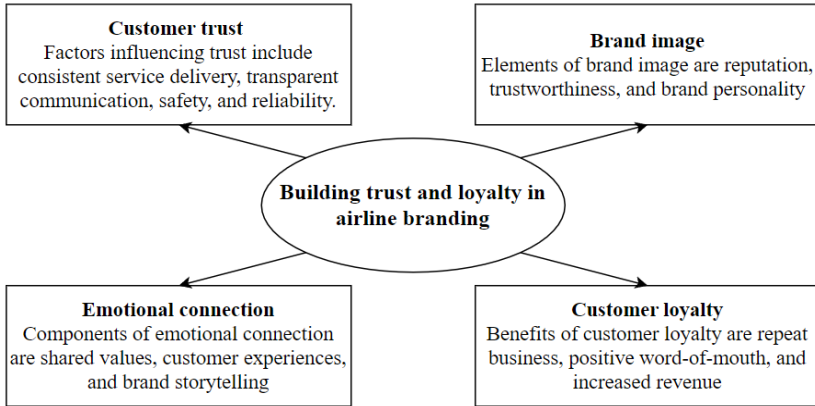 Customer trust
Factors influencing trust include
consistent service delivery, transparent
communication, safety, and reliability.
Brand image
Elements of brand image are reputation,
trustworthiness, and brand personality
Building trust and loyalty in
airline branding
Emotional connection
Components of emotional connection
are shared values, customer experiences,
and brand storytelling
Customer loyalty
Benefits of customer loyalty are repeat
business, positive word-of-mouth, and
increased revenue